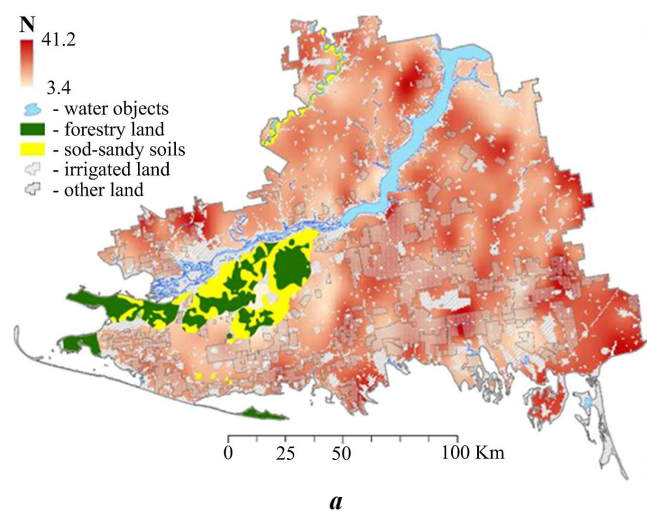 N
41.2
3.4
- water objects
- forestry land
- sod-sandy soils
- irrigated land
- other land
0 25 50 100 Km
a